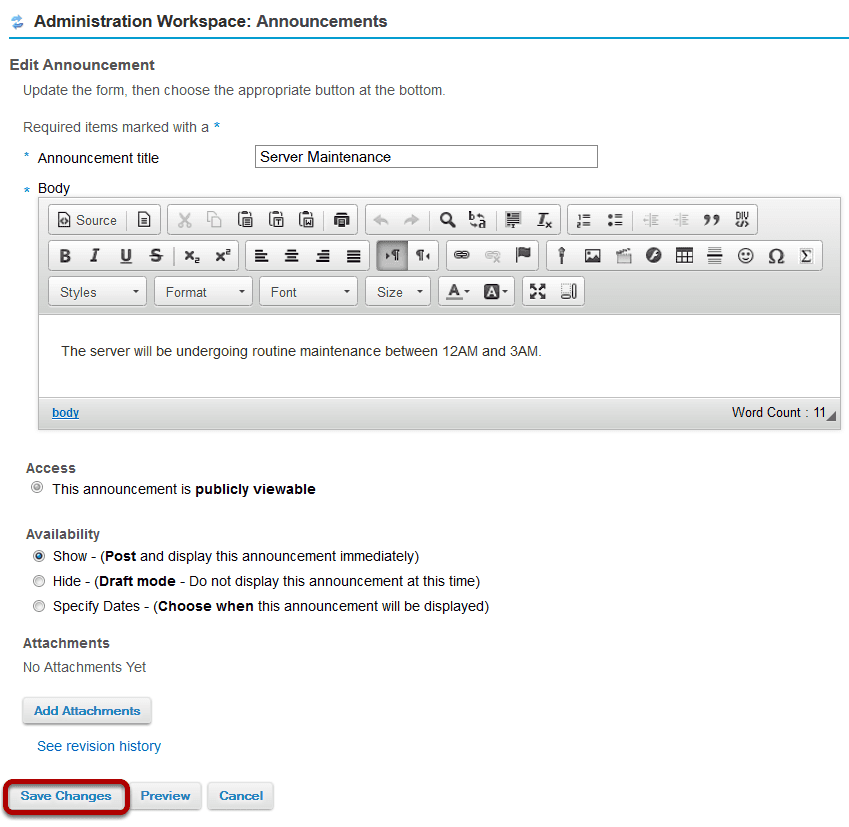 Administration Workspace: Announcements
Edit Announcement
Update the form, then choose the appropriate button at the bottom.
Required items marked with a *
* Announcement title Server Maintenance
* Body
Source
B I U S x₂ x²
Styles Format Font Size A A
The server will be undergoing routine maintenance between 12AM and 3AM.
body Word Count : 11
Access
This announcement is publicly viewable
Availability
Show - (Post and display this announcement immediately)
Hide - (Draft mode - Do not display this announcement at this time)
Specify Dates - (Choose when this announcement will be displayed)
Attachments
No Attachments Yet
Add Attachments
See revision history
Save Changes Preview Cancel